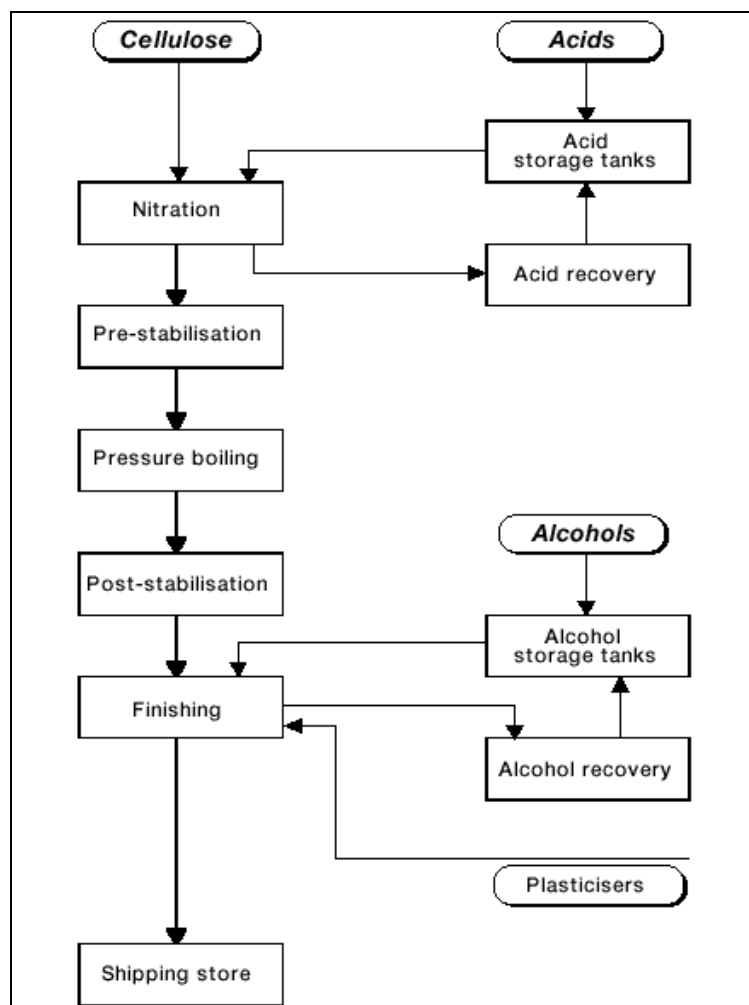 Cellulose
Acids
Acid
storage tanks
Nitration
Acid recovery
Pre-stabilisation
Pressure boiling
Alcohols
Post-stabilisation
Alcohol
storage tanks
Finishing
Alcohol recovery
Plasticisers
Shipping store